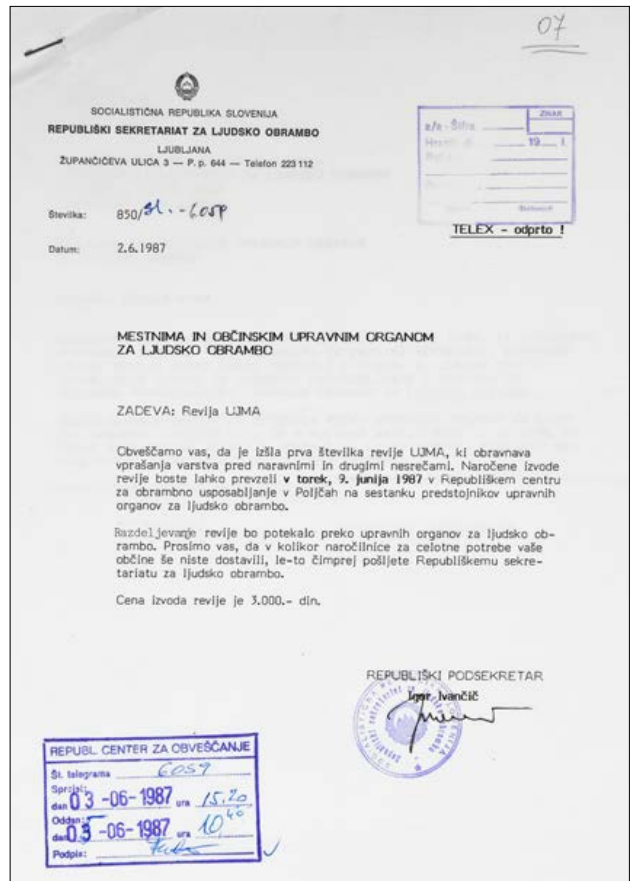 07
SOCIALISTIČNA REPUBLIKA SLOVENIJA
REPUBLIŠKI SEKRETARIAT ZA LJUDSKO OBRAMBO
LJUBLJANA
ŽUPANČIČEVA ULICA 3 — P. p. 644 — Telefon 223 112
ZNAK
a/a - Šifra
19
Številka: 850/ - 6059
TELEX - odprto !
Datum: 2.6.1987
MESTNIMA IN OBČINSKIM UPRAVNIM ORGANOM
ZA LJUDSKO OBRAMBO
ZADEVA: Revija UJMA
Obveščamo vas, da je izšla prva številka revije UJMA, ki obravnava
vprašanja varstva pred naravnimi in drugimi nesrečami. Naročene izvode
revije boste lahko prevzeli v torek, 9. junija 1987 v Republiškem centru
za obrambno usposabljanje v Poljčah na sestanku predstojnikov upravnih
organov za ljudsko obrambo.
Razdeljevanje revije bo potekalo preko upravnih organov za ljudsko ob-
rambo. Prosimo vas, da v kolikor naročilnice za celotne potrebe vaše
občine še niste dostavili, le-to čimprej pošljete Republiškemu sekre-
tariatu za ljudsko obrambo.
Cena izvoda revije je 3.000.- din.
REPUBLIŠKI PODSEKRETAR
Igor Ivančič
REPUBL. CENTER ZA OBVEŠČANJE
Št. telegrama 6059
Sprejel:
dan 03 -06- 1987 ura 15.20
Oddan:
dan 05 -06- 1987 ura 10 40
Podpis: